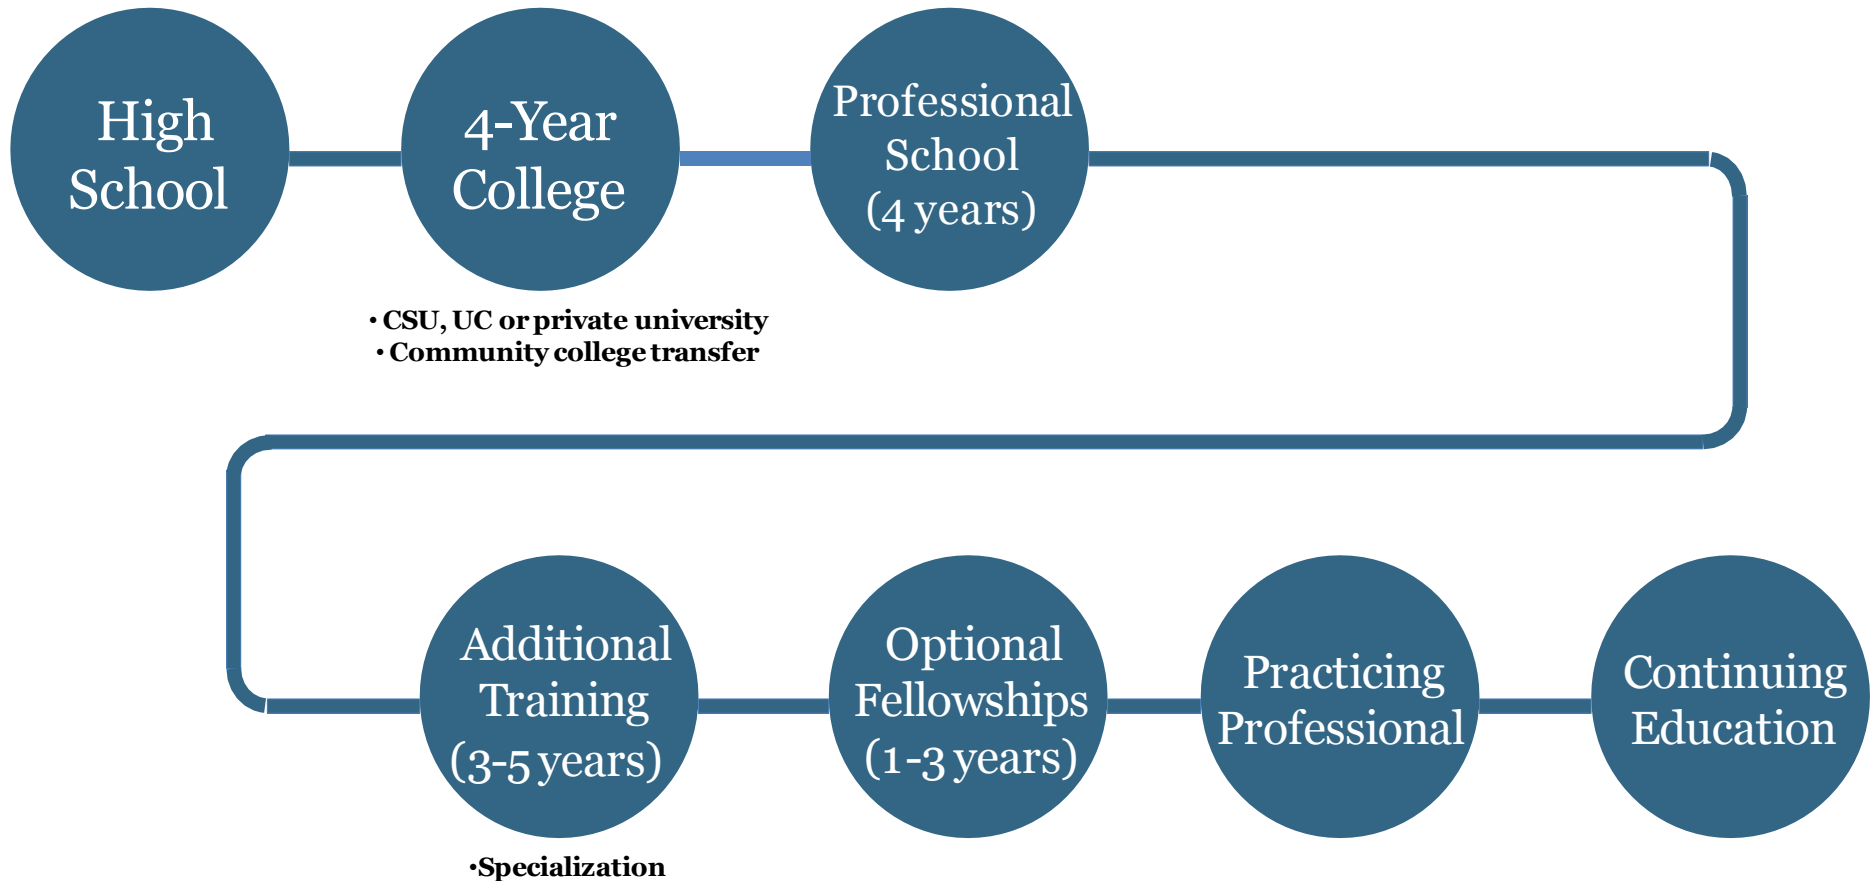 High
School
4-Year
College
Professional
School
(4 years)
• CSU, UC or private university
• Community college transfer
Additional
Training
(3-5 years)
•Specialization
Optional
Fellowships
(1-3 years)
Practicing
Professional
Continuing
Education